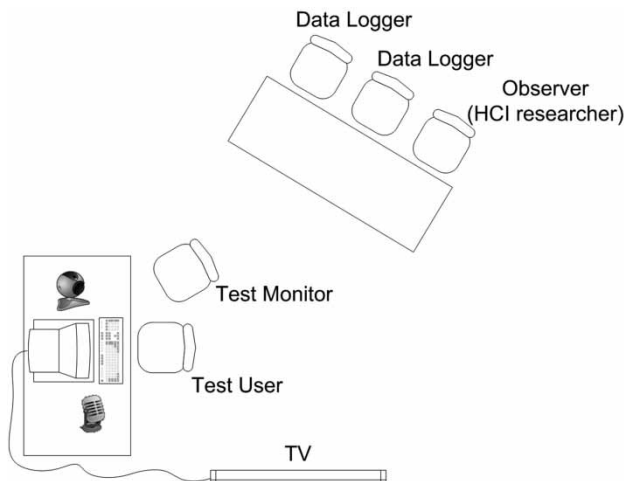 Data Logger
Data Logger
Observer
(HCI researcher)
Test Monitor
Test User
TV